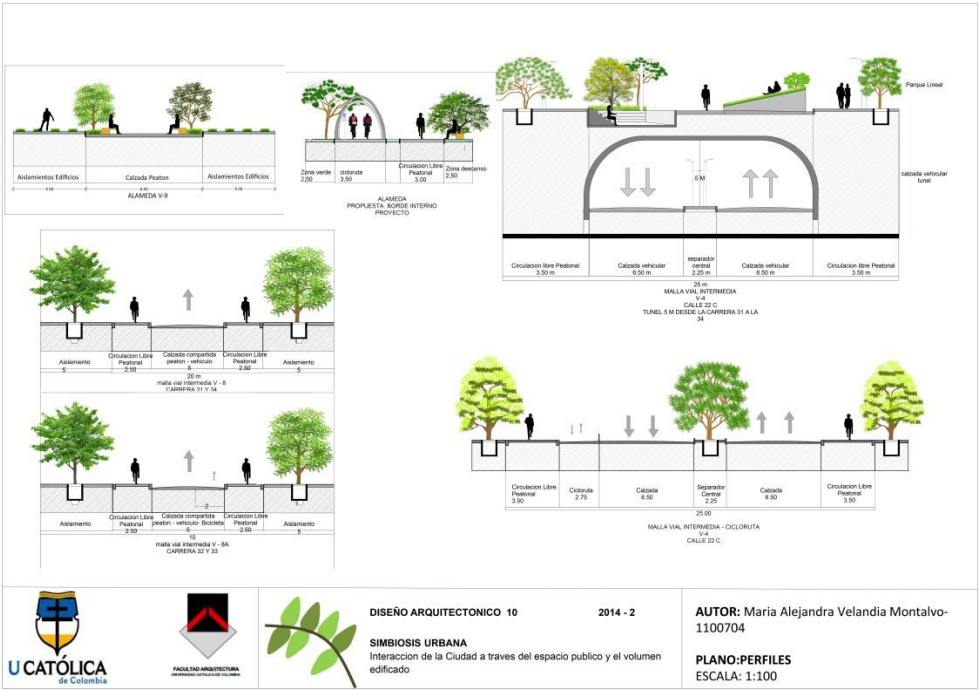 Aislamientos Edificios
Calzada Peaton
Aislamientos Edificios
ALAMEDA V-9
Zona verde
2,50
cicloruta
3,50
Circulacion Libre
Peatonal
3.00
Zona descanso
2,50
ALAMEDA
PROPUESTA. BORDE INTERNO
PROYECTO
Parque Lineal
calzada vehicular
tunel
5 M
Circulacion libre Peatonal
3.50 m
Calzada vehicular
6.50 m
separador
central
2.25 m
Calzada vehicular
6.50 m
Circulacion libre Peatonal
3.50 m
25 m
MALLA VIAL INTERMEDIA
V-4
CALLE 22 C
TUNEL 5 M DESDE LA CARRERA 31 A LA
34
Aislamiento
5
Circulacion Libre
Peatonal
2.50
Calzada compartida
peaton - vehiculo
5
Circulacion Libre
Peatonal
2.50
Aislamiento
5
20 m
malla vial intermedia V - 8
CARRERA 31 Y 34
2
Aislamiento
Circulacion Libre
Peatonal
2.50
Calzada compartida
peaton - vehiculo- Bicicleta
5
Circulacion Libre
Peatonal
2.50
Aislamiento
5
10
malla vial intermedia V - 8A
CARRERA 32 Y 33
Circulacion Libre
Peatonal
3.50
Cicloruta
2.75
Calzada
6.50
Separador
Central
2.25
Calzada
6.50
Circulacion Libre
Peatonal
3.50
25.00
MALLA VIAL INTERMEDIA - CICLORUTA
V-4
CALLE 22 C
U CATÓLICA
de Colombia
FACULTAD ARQUITECTURA
UNIVERSIDAD CATOLICA DE COLOMBIA
DISEÑO ARQUITECTONICO 10 2014 - 2
SIMBIOSIS URBANA
Interaccion de la Ciudad a traves del espacio publico y el volumen
edificado
AUTOR: Maria Alejandra Velandia Montalvo-
1100704
PLANO:PERFILES
ESCALA: 1:100